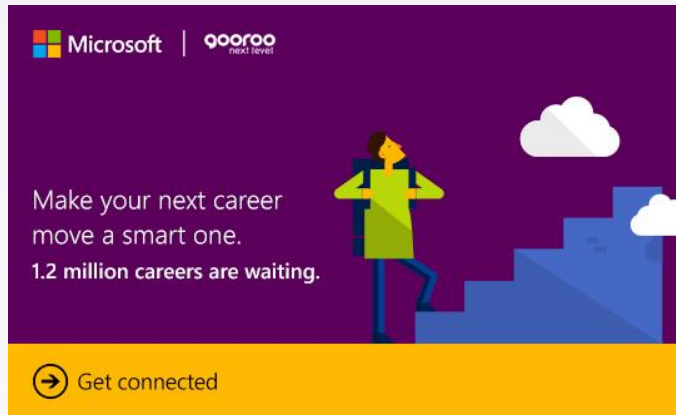 Microsoft | gooroo
next level
Make your next career
move a smart one.
1.2 million careers are waiting.
Get connected